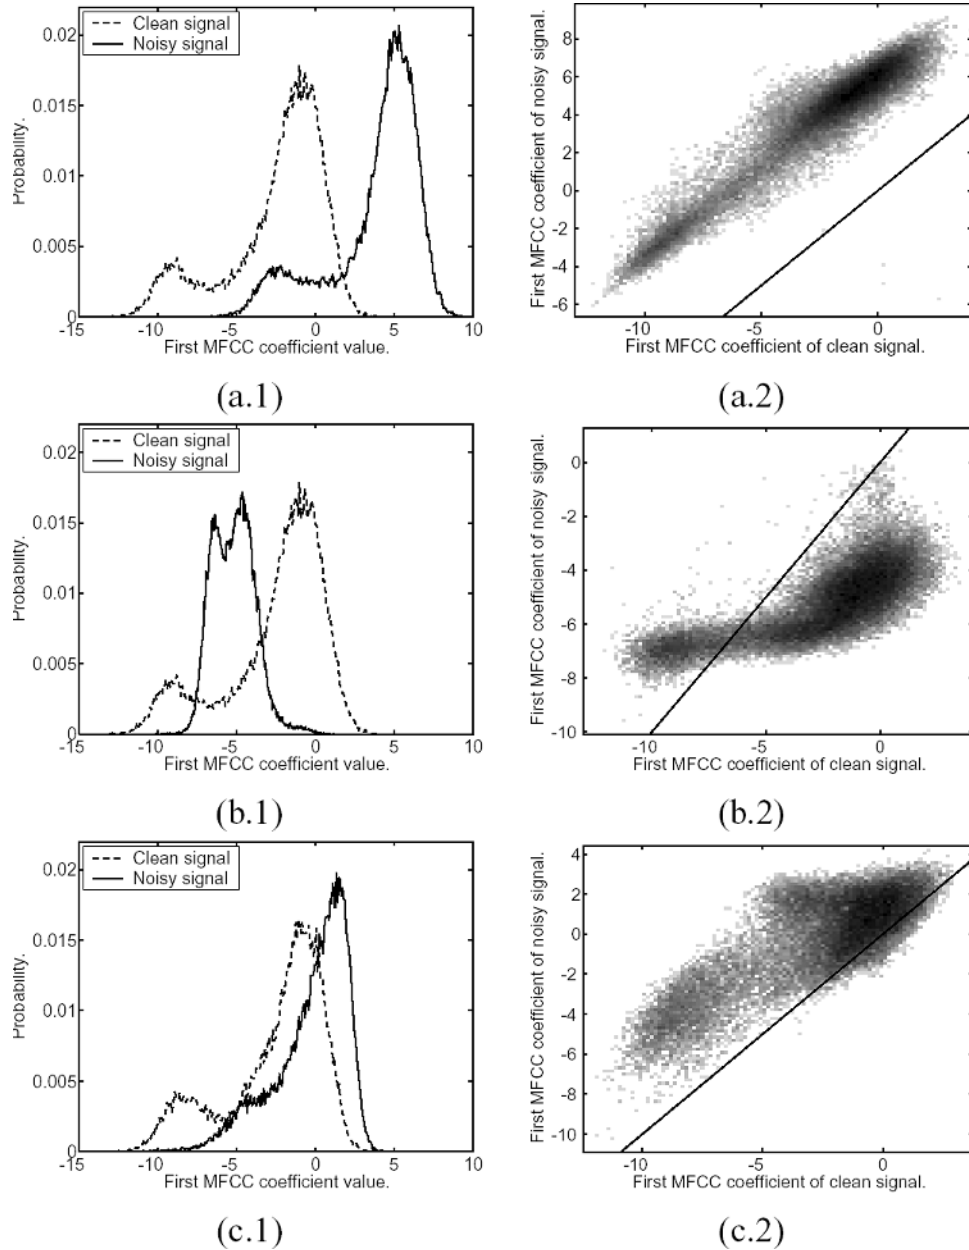 Clean signal
Noisy signal
0.02
0.015
0.01
0.005
0
Probability.
-15 -10 -5 0 5 10
First MFCC coefficient value.
(a.1)
8
6
4
2
0
-2
-4
-6
First MFCC coefficient of noisy signal.
-10 -5 0
First MFCC coefficient of clean signal.
(a.2)
Clean signal
Noisy signal
0.02
0.015
0.01
0.005
0
Probability.
-15 -10 -5 0 5 10
First MFCC coefficient value.
(b.1)
0
-2
-4
-6
-8
-10
First MFCC coefficient of noisy signal.
-10 -5 0
First MFCC coefficient of clean signal.
(b.2)
Clean signal
Noisy signal
0.02
0.015
0.01
0.005
0
Probability.
-15 -10 -5 0 5 10
First MFCC coefficient value.
(c.1)
4
2
0
-2
-4
-6
-8
-10
First MFCC coefficient of noisy signal.
-10 -5 0
First MFCC coefficient of clean signal.
(c.2)